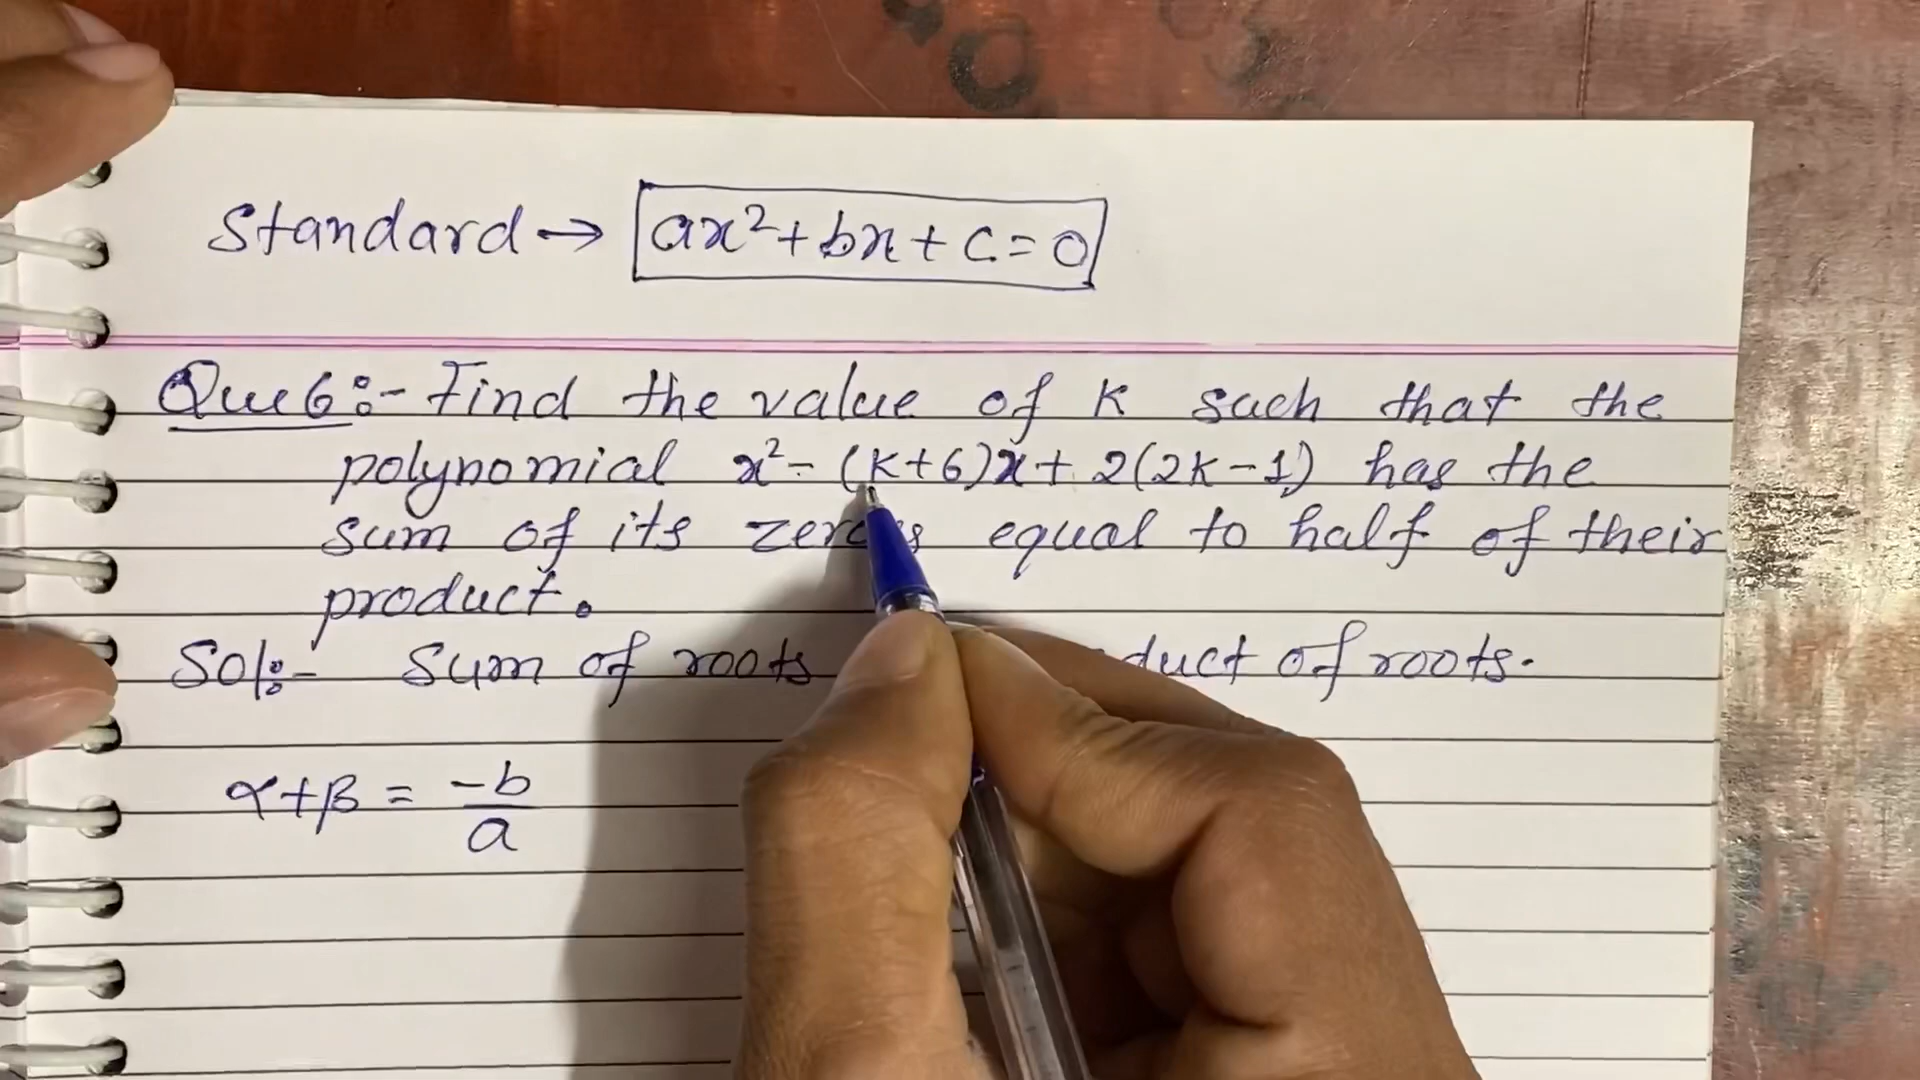 Standard → ax²+bx+c=0
Que6:- Find the value of K such that the
polynomial x²-(K+6)x+2(2K-1) has the
sum of its equal to half of their
product.
Sol:- Sum of roots of roots.
α+β = -b/a